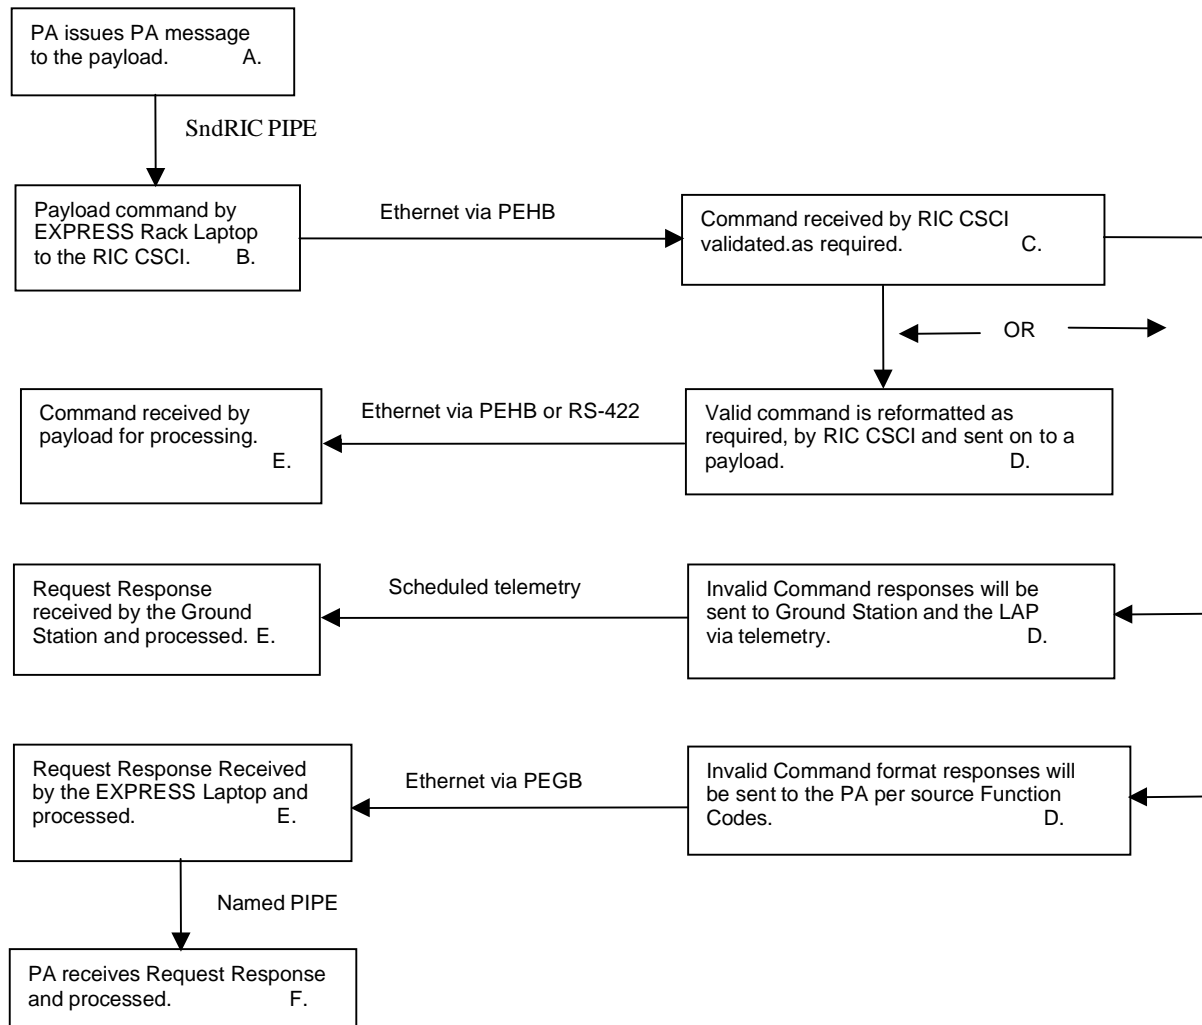 PA issues PA message
to the payload. A.
SndRIC PIPE
Payload command by
EXPRESS Rack Laptop
to the RIC CSCI. B.
Ethernet via PEHB
Command received by RIC CSCI
validated.as required. C.
OR
Command received by
payload for processing.
E.
Ethernet via PEHB or RS-422
Valid command is reformatted as
required, by RIC CSCI and sent on to a
payload. D.
Request Response
received by the Ground
Station and processed. E.
Scheduled telemetry
Invalid Command responses will be
sent to Ground Station and the LAP
via telemetry. D.
Request Response Received
by the EXPRESS Laptop and
processed. E.
Ethernet via PEGB
Invalid Command format responses will
be sent to the PA per source Function
Codes. D.
Named PIPE
PA receives Request Response
and processed. F.